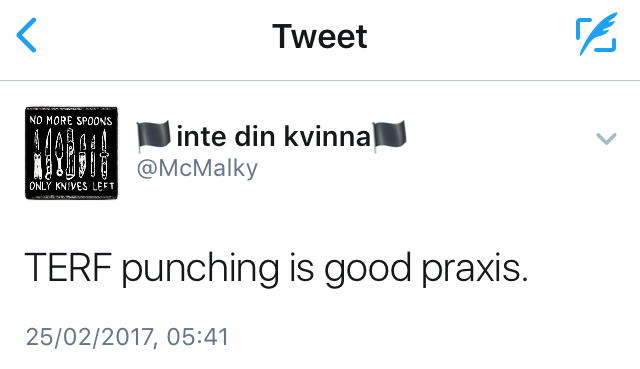 Tweet
NO MORE SPOONS
ONLY KNIVES LEFT
🏴inte din kvinna🏴
@McMalky
TERF punching is good praxis.
25/02/2017, 05:41